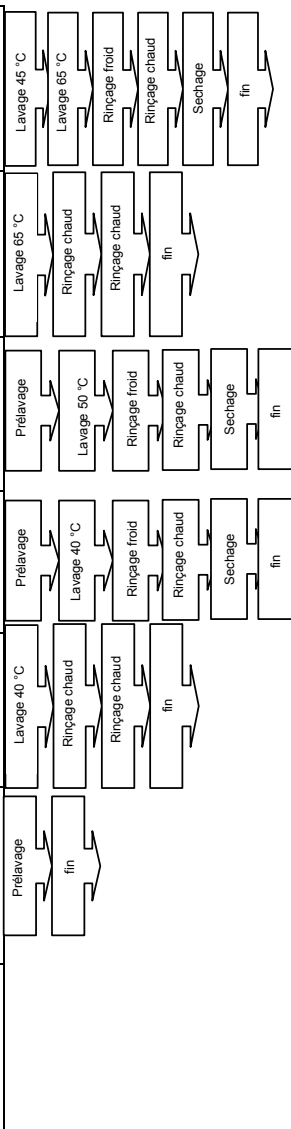 Prélavage
fin
Lavage 40 °C
Rinçage chaud
Rinçage chaud
fin
Prélavage
Lavage 40 °C
Rinçage froid
Rinçage chaud
Sechage
fin
Prélavage
Lavage 50 °C
Rinçage froid
Rinçage chaud
Sechage
fin
Lavage 65 °C
Rinçage chaud
Rinçage chaud
fin
Lavage 45 °C
Lavage 65 °C
Rinçage froid
Rinçage chaud
Sechage
fin